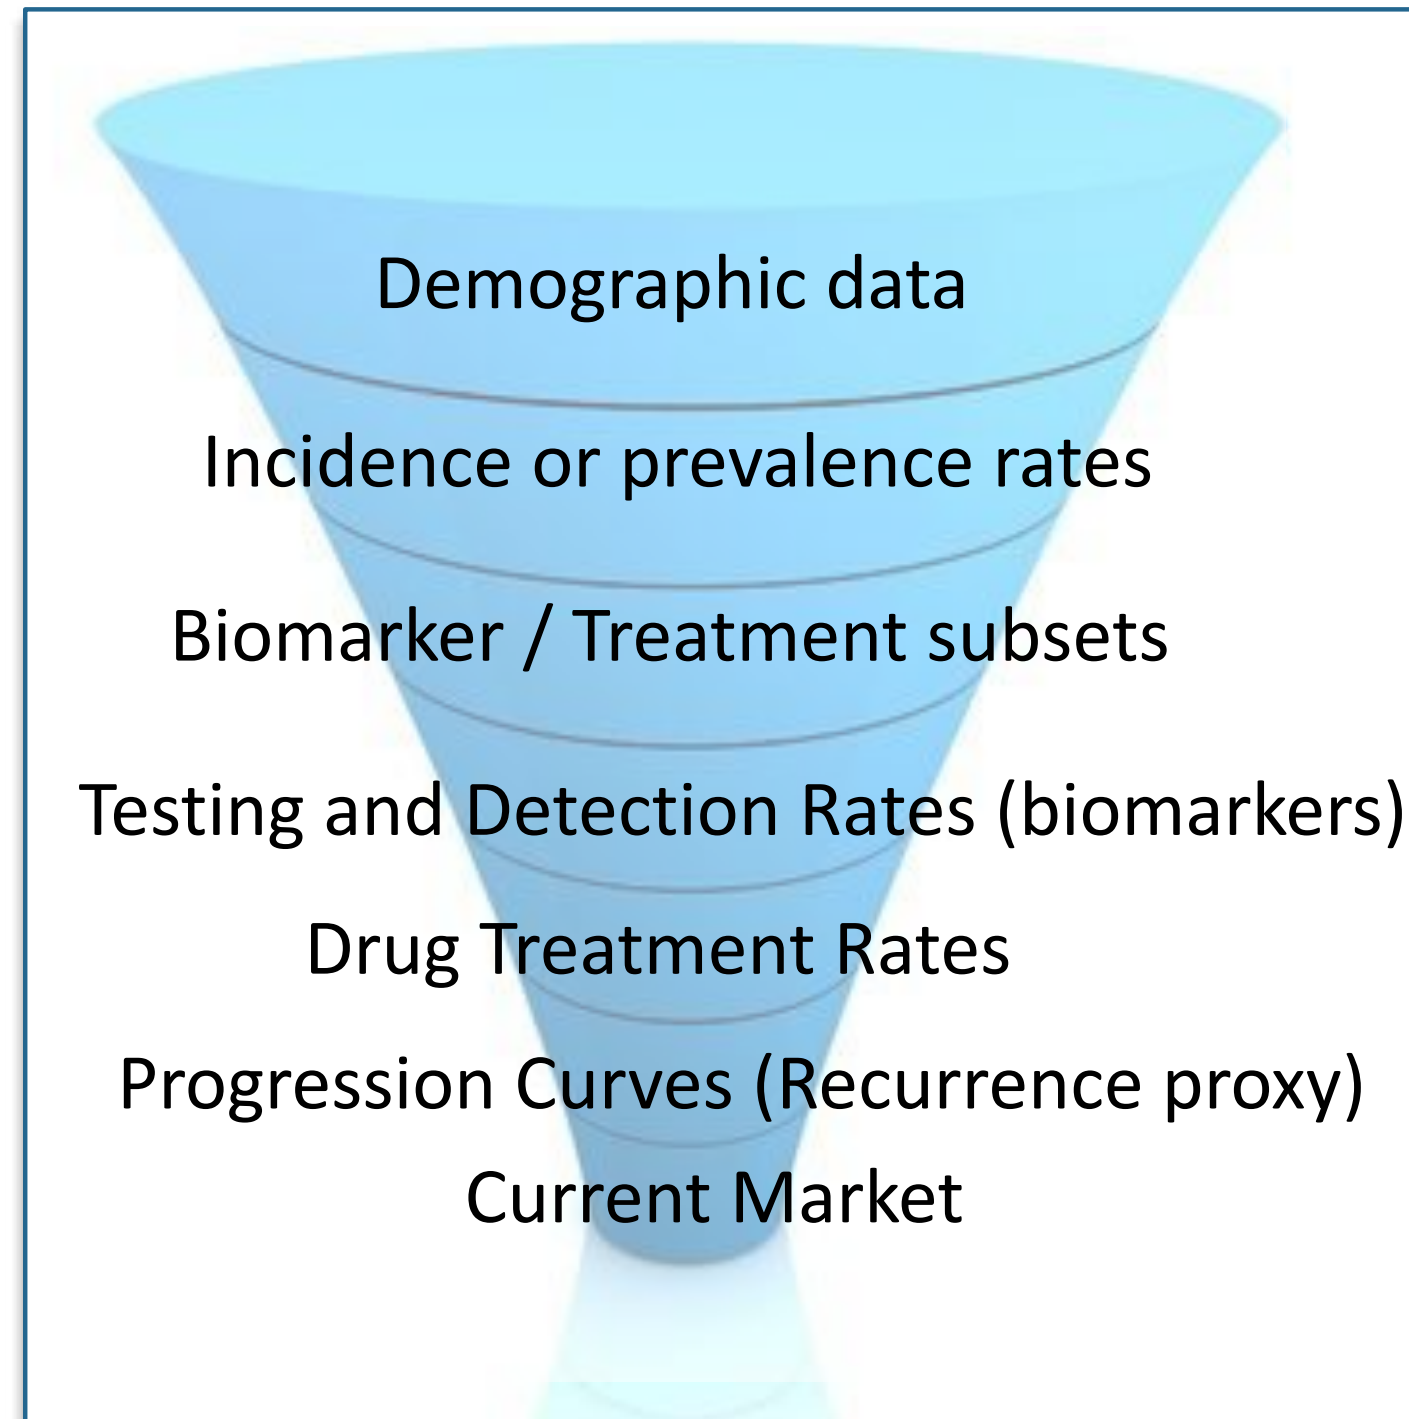 Demographic data
Incidence or prevalence rates
Biomarker / Treatment subsets
Testing and Detection Rates (biomarkers)
Drug Treatment Rates
Progression Curves (Recurrence proxy)
Current Market